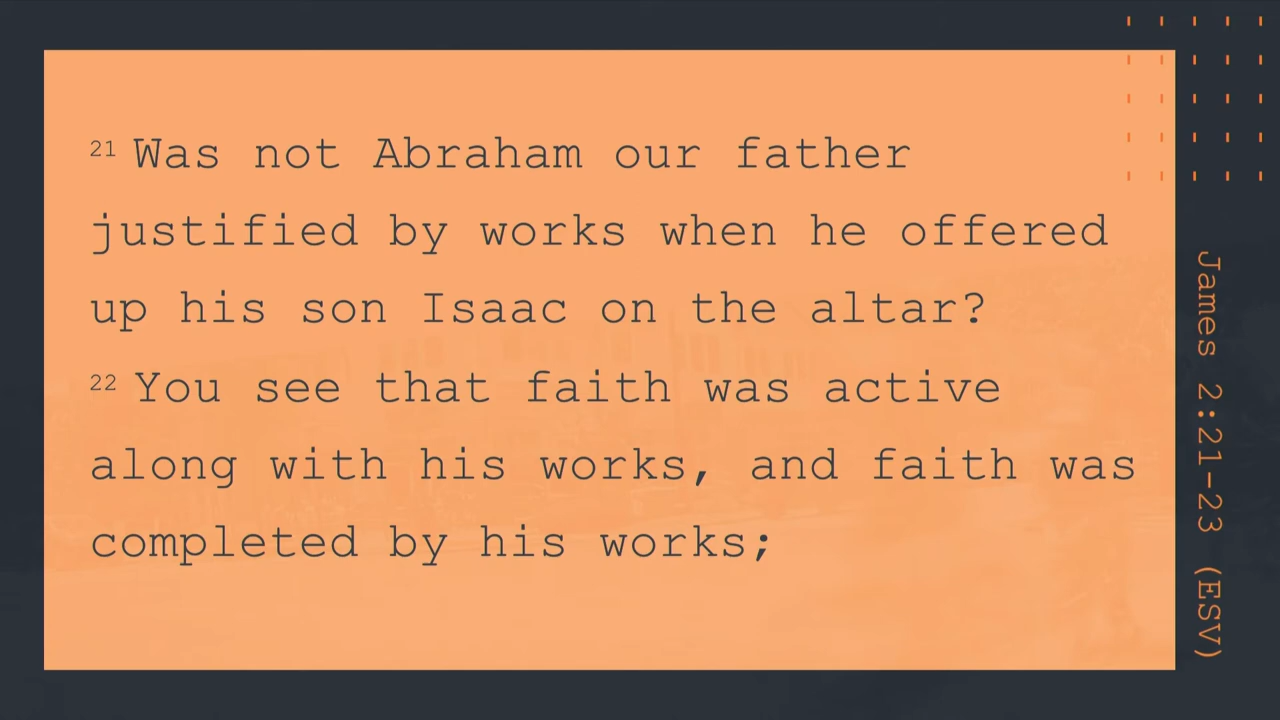 21 Was not Abraham our father
justified by works when he offered
up his son Isaac on the altar?
22 You see that faith was active
along with his works, and faith was
completed by his works;
James 2:21-23 (ESV)